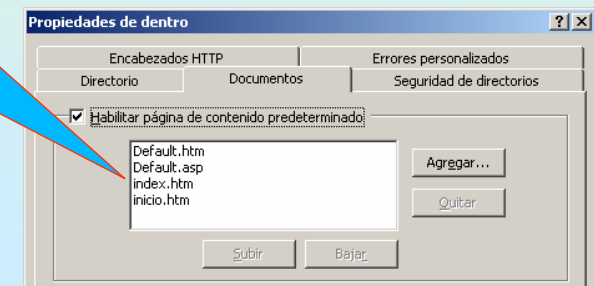 Propiedades de dentro
Encabezados HTTP Errores personalizados
Directorio Documentos Seguridad de directorios
Habilitar página de contenido predeterminado
Default.htm
Default.asp
index.htm
inicio.htm
Agregar...
Quitar
Subir Bajar